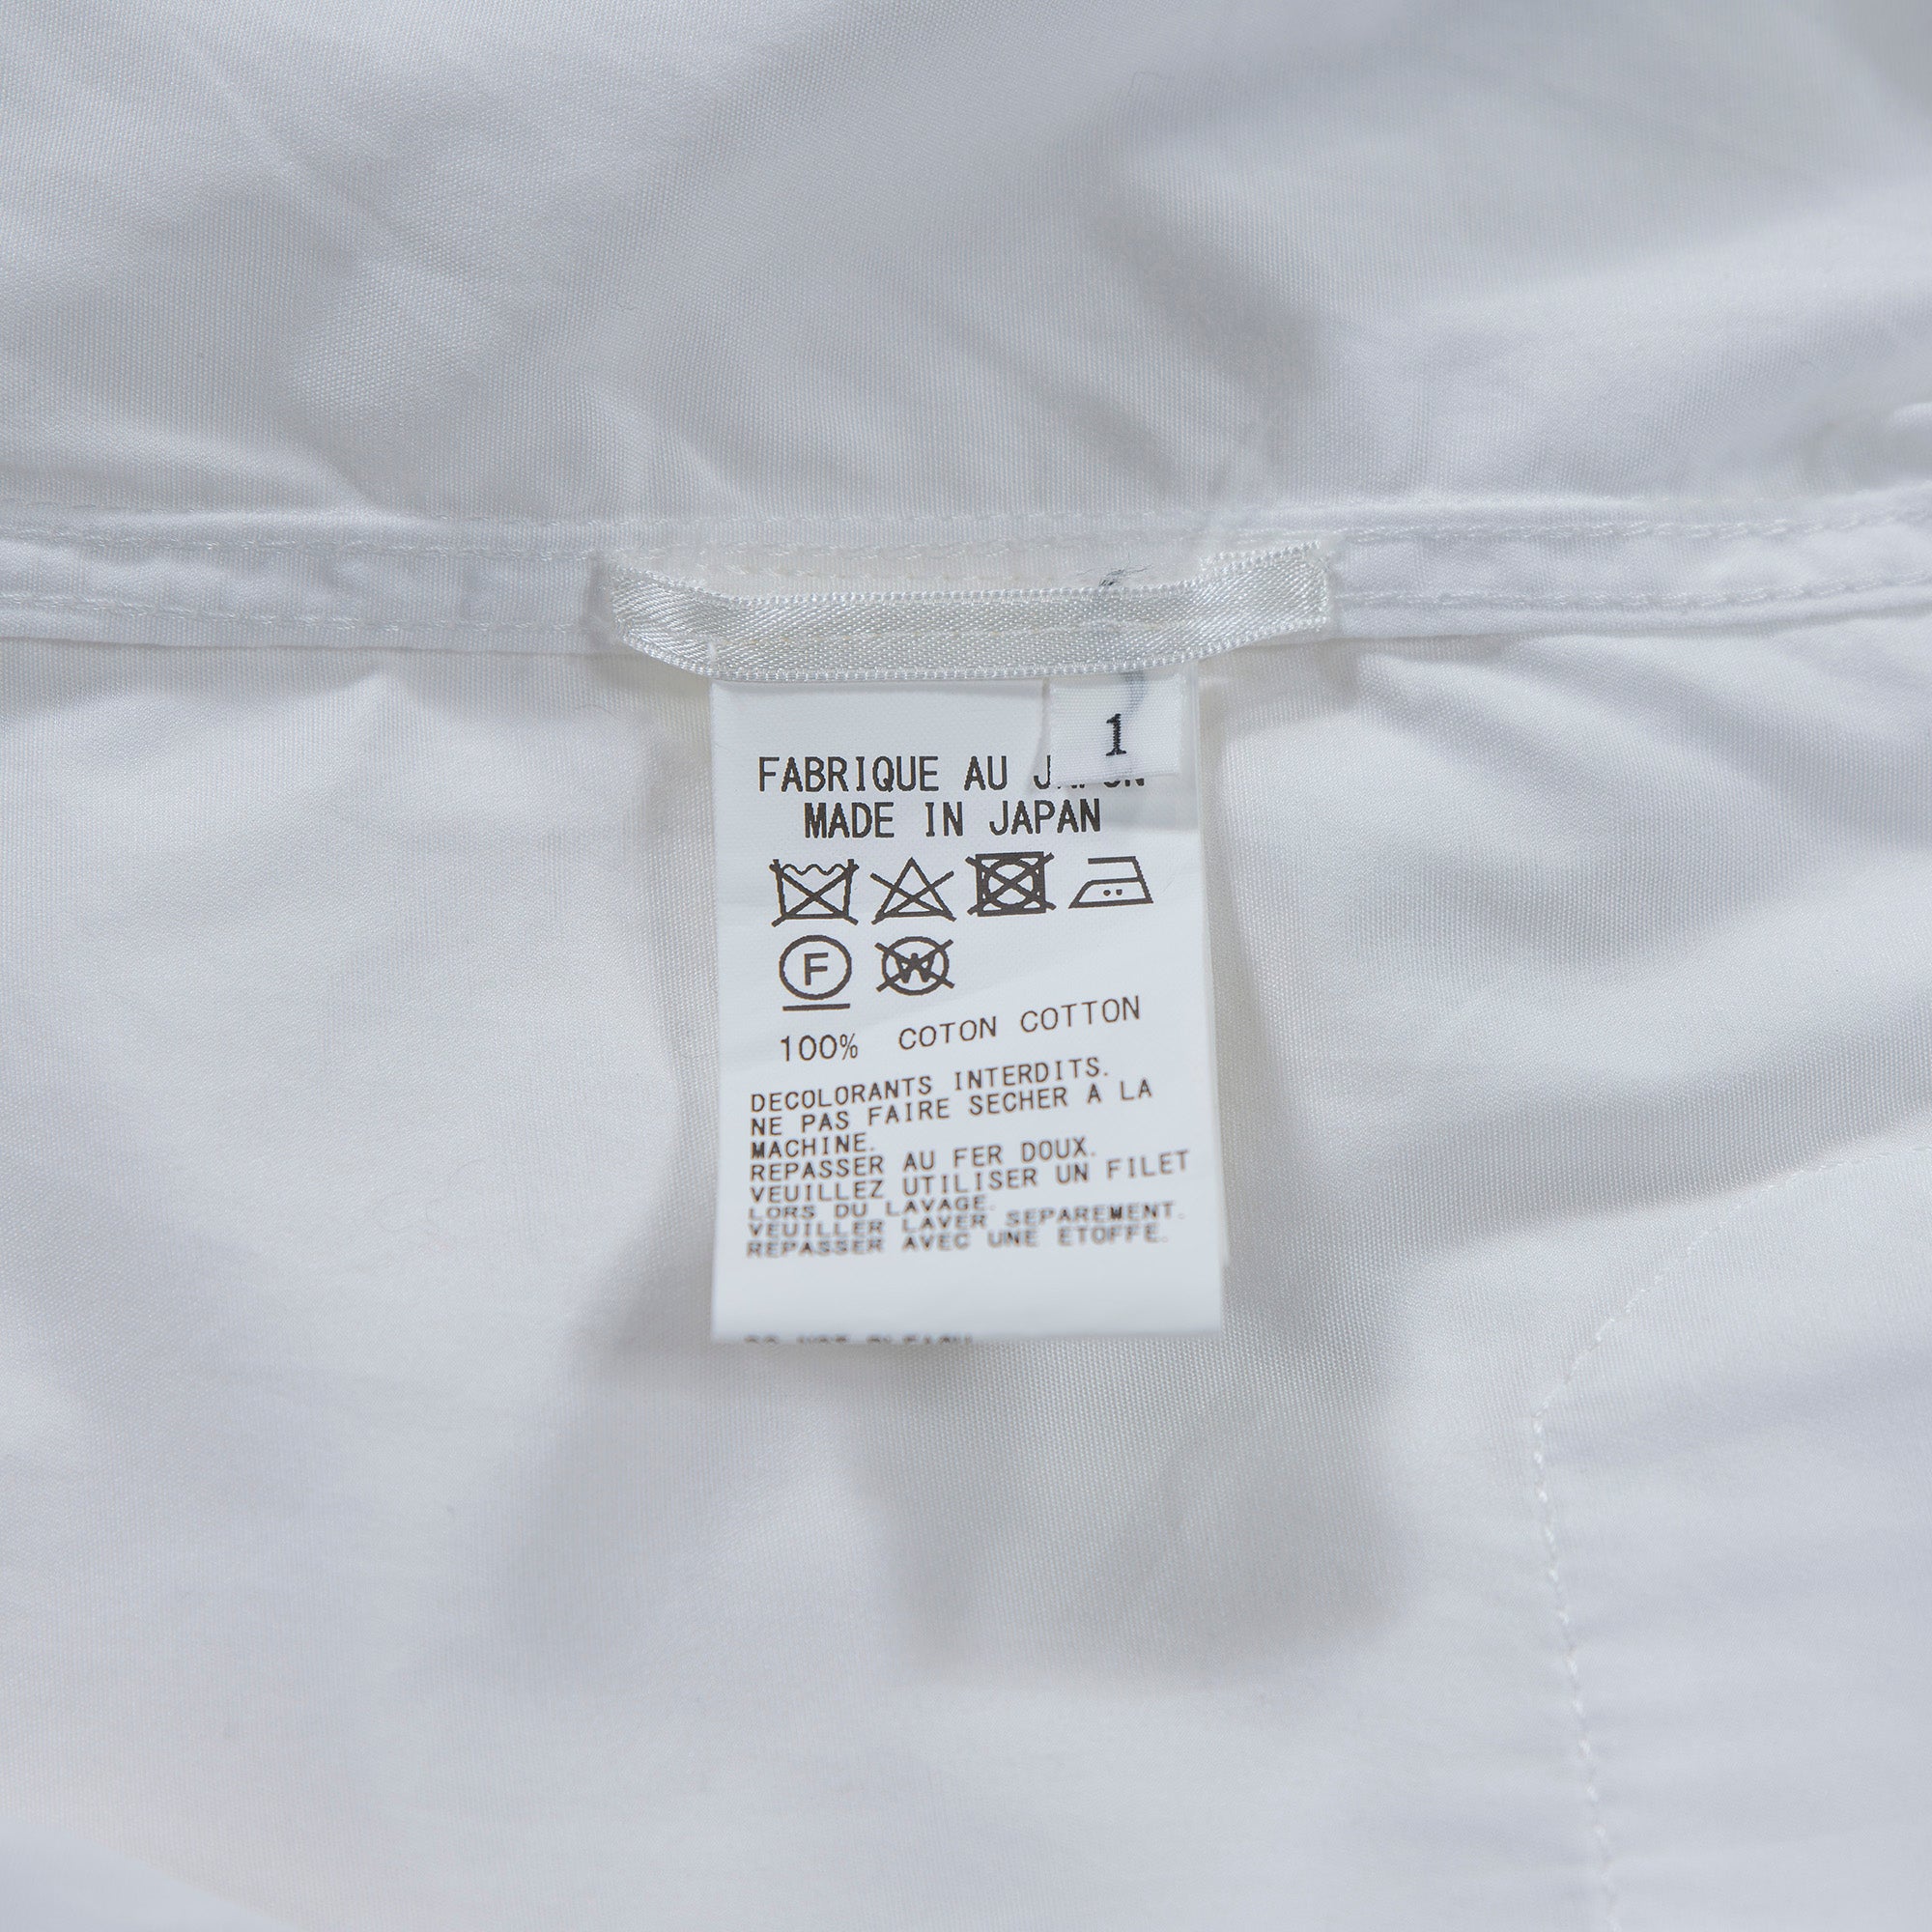 1
FABRIQUE AU
MADE IN JAPAN
F W
100% COTON COTTON
DECOLORANTS INTERDITS.
NE PAS FAIRE SECHER A LA
MACHINE.
REPASSER AU FER DOUX.
VEUILLEZ UTILISER UN FILET
LORS DU LAVAGE.
VEUILLER LAVER SEPAREMENT.
REPASSER AVEC UNE ETOFFE.